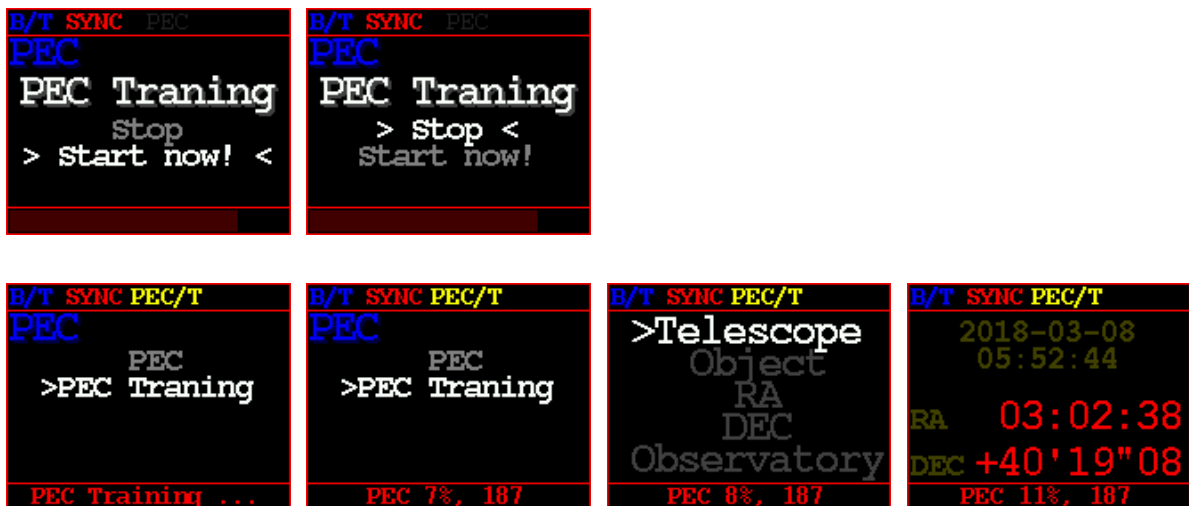 B/T SYNC PEC
PEC
PEC Traning
Stop
> Start now! <
B/T SYNC PEC
PEC
PEC Traning
> Stop <
Start now!
B/T SYNC PEC/T
PEC
PEC
>PEC Traning
PEC Training ...
B/T SYNC PEC/T
PEC
PEC
>PEC Traning
PEC 7%, 187
B/T SYNC PEC/T
>Telescope
Object
RA
DEC
Observatory
PEC 8%, 187
B/T SYNC PEC/T
2018-03-08
05:52:44
RA 03:02:38
DEC +40'19"08
PEC 11%, 187